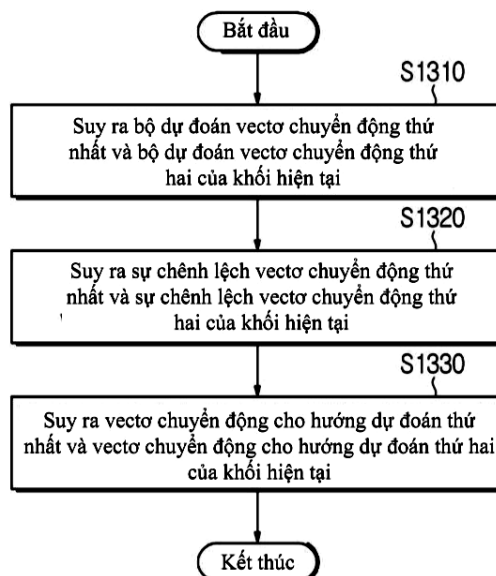 Bắt đầu
S1310
Suy ra bộ dự đoán vectơ chuyển động thứ
nhất và bộ dự đoán vectơ chuyển động thứ
hai của khối hiện tại
S1320
Suy ra sự chênh lệch vectơ chuyển động thứ
nhất và sự chênh lệch vectơ chuyển động thứ
hai của khối hiện tại
S1330
Suy ra vectơ chuyển động cho hướng dự đoán thứ
nhất và vectơ chuyển động cho hướng dự đoán thứ hai
của khối hiện tại
Kết thúc